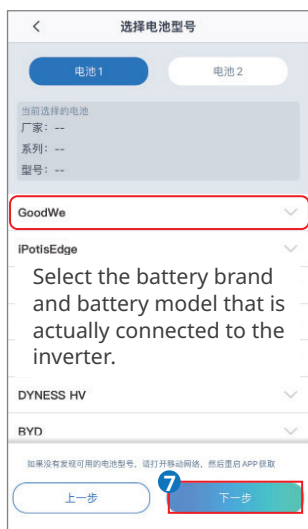 选择电池型号
电池1
电池2
当前选择的电池
厂家: --
系列: --
型号: --
GoodWe
iPotisEdge
Select the battery brand
and battery model that is
actually connected to the
inverter.
DYNESS HV
BYD
如果没有发现可用的电池型号，请打开移动网络，然后重启 APP 获取
7
上一步
下一步